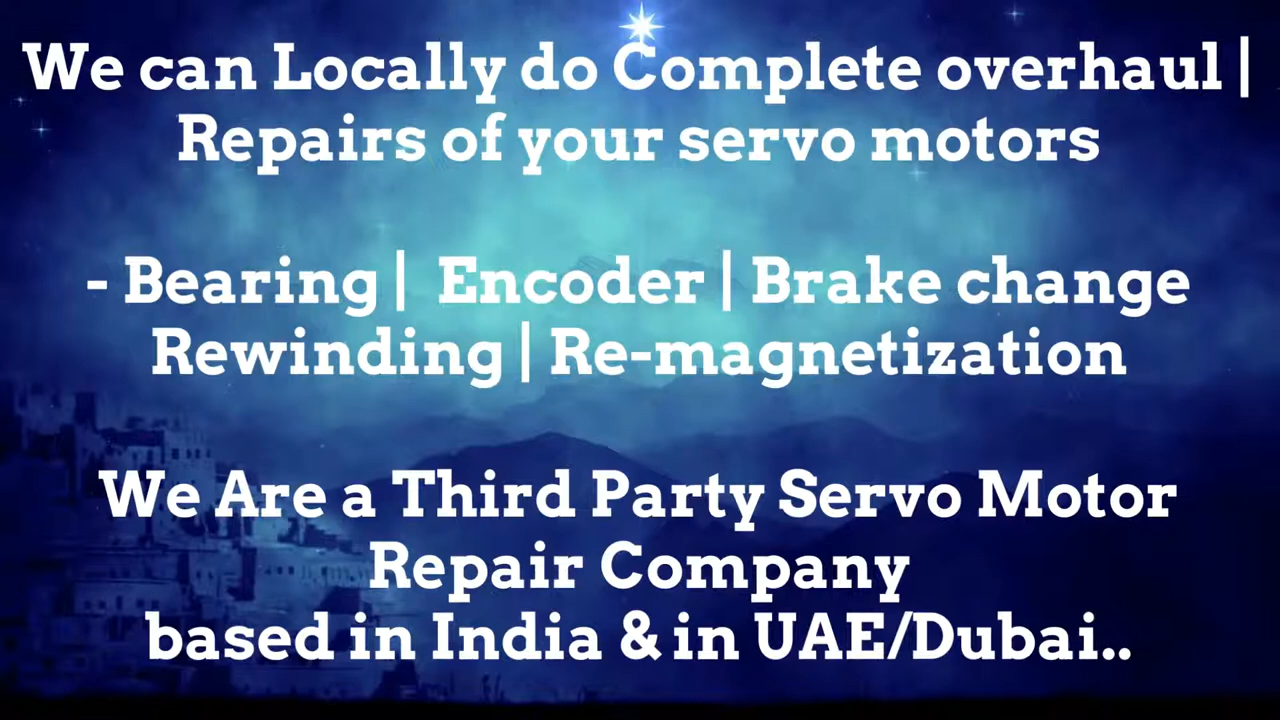 We can Locally do Complete overhaul |
Repairs of your servo motors
- Bearing | Encoder | Brake change
Rewinding | Re-magnetization
We Are a Third Party Servo Motor
Repair Company
based in India & in UAE/Dubai..